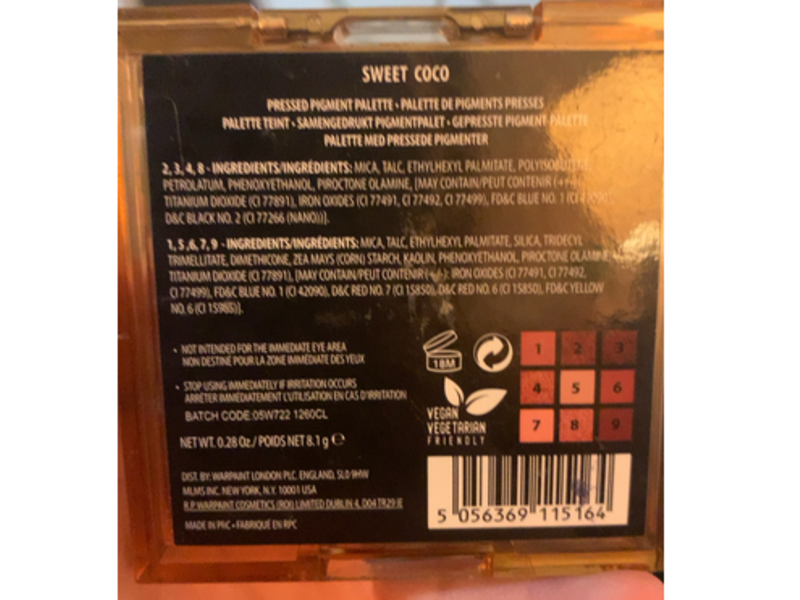 SWEET COCO
PRESSED PIGMENT PALETTE • PALETTE DE PIGMENTS PRESSES
PALETTE TEINT • SAMENGEDRUKT PIGMENTPALET • GEPRESSTE PIGMENT-PALETTE
PALETTE MED PRESSEDE PIGMENTER
2, 3, 4, 8 - INGREDIENTS/INGRÉDIENTS: MICA, TALC, ETHYLHEXYL PALMITATE, POLYISOBUTENE,
PETROLATUM, PHENOXYETHANOL, PIROCTONE OLAMINE, [MAY CONTAIN/PEUT CONTENIR (+/-):
TITANIUM DIOXIDE (CI 77891), IRON OXIDES (CI 77491, CI 77492, CI 77499), FD&C BLUE NO. 1 (CI 42090),
D&C BLACK NO. 2 (CI 77266 (NANO))].
1, 5, 6, 7, 9 - INGREDIENTS/INGRÉDIENTS: MICA, TALC, ETHYLHEXYL PALMITATE, SILICA, TRIDECYL
TRIMELLITATE, DIMETHICONE, ZEA MAYS (CORN) STARCH, KAOLIN, PHENOXYETHANOL, PIROCTONE OLAMINE,
TITANIUM DIOXIDE (CI 77891), [MAY CONTAIN/PEUT CONTENIR (+/-): IRON OXIDES (CI 77491, CI 77492,
CI 77499), FD&C BLUE NO. 1 (CI 42090), D&C RED NO. 7 (CI 15850), D&C RED NO. 6 (CI 15850), FD&C YELLOW
NO. 6 (CI 15985)].
• NOT INTENDED FOR THE IMMEDIATE EYE AREA
NON DESTINÉ POUR LA ZONE IMMÉDIATE DES YEUX
• STOP USING IMMEDIATELY IF IRRITATION OCCURS
ARRÊTER IMMÉDIATEMENT L'UTILISATION EN CAS D'IRRITATION
BATCH CODE:05W722 1260CL
NET WT. 0.28 Oz./ POIDS NET 8.1 g ℮
DIST. BY: WARPAINT LONDON PLC. ENGLAND, SL0 9HW
MLMS INC. NEW YORK, N.Y. 10001 USA
R.P WARPAINT COSMETICS (ROI) LIMITED DUBLIN 4, D04 TR29 IE
MADE IN PRC • FABRIQUÉ EN RPC
18M
VEGAN
VEGETARIAN
FRIENDLY
1 2 3
4 5 6
7 8 9
5 056369 115164